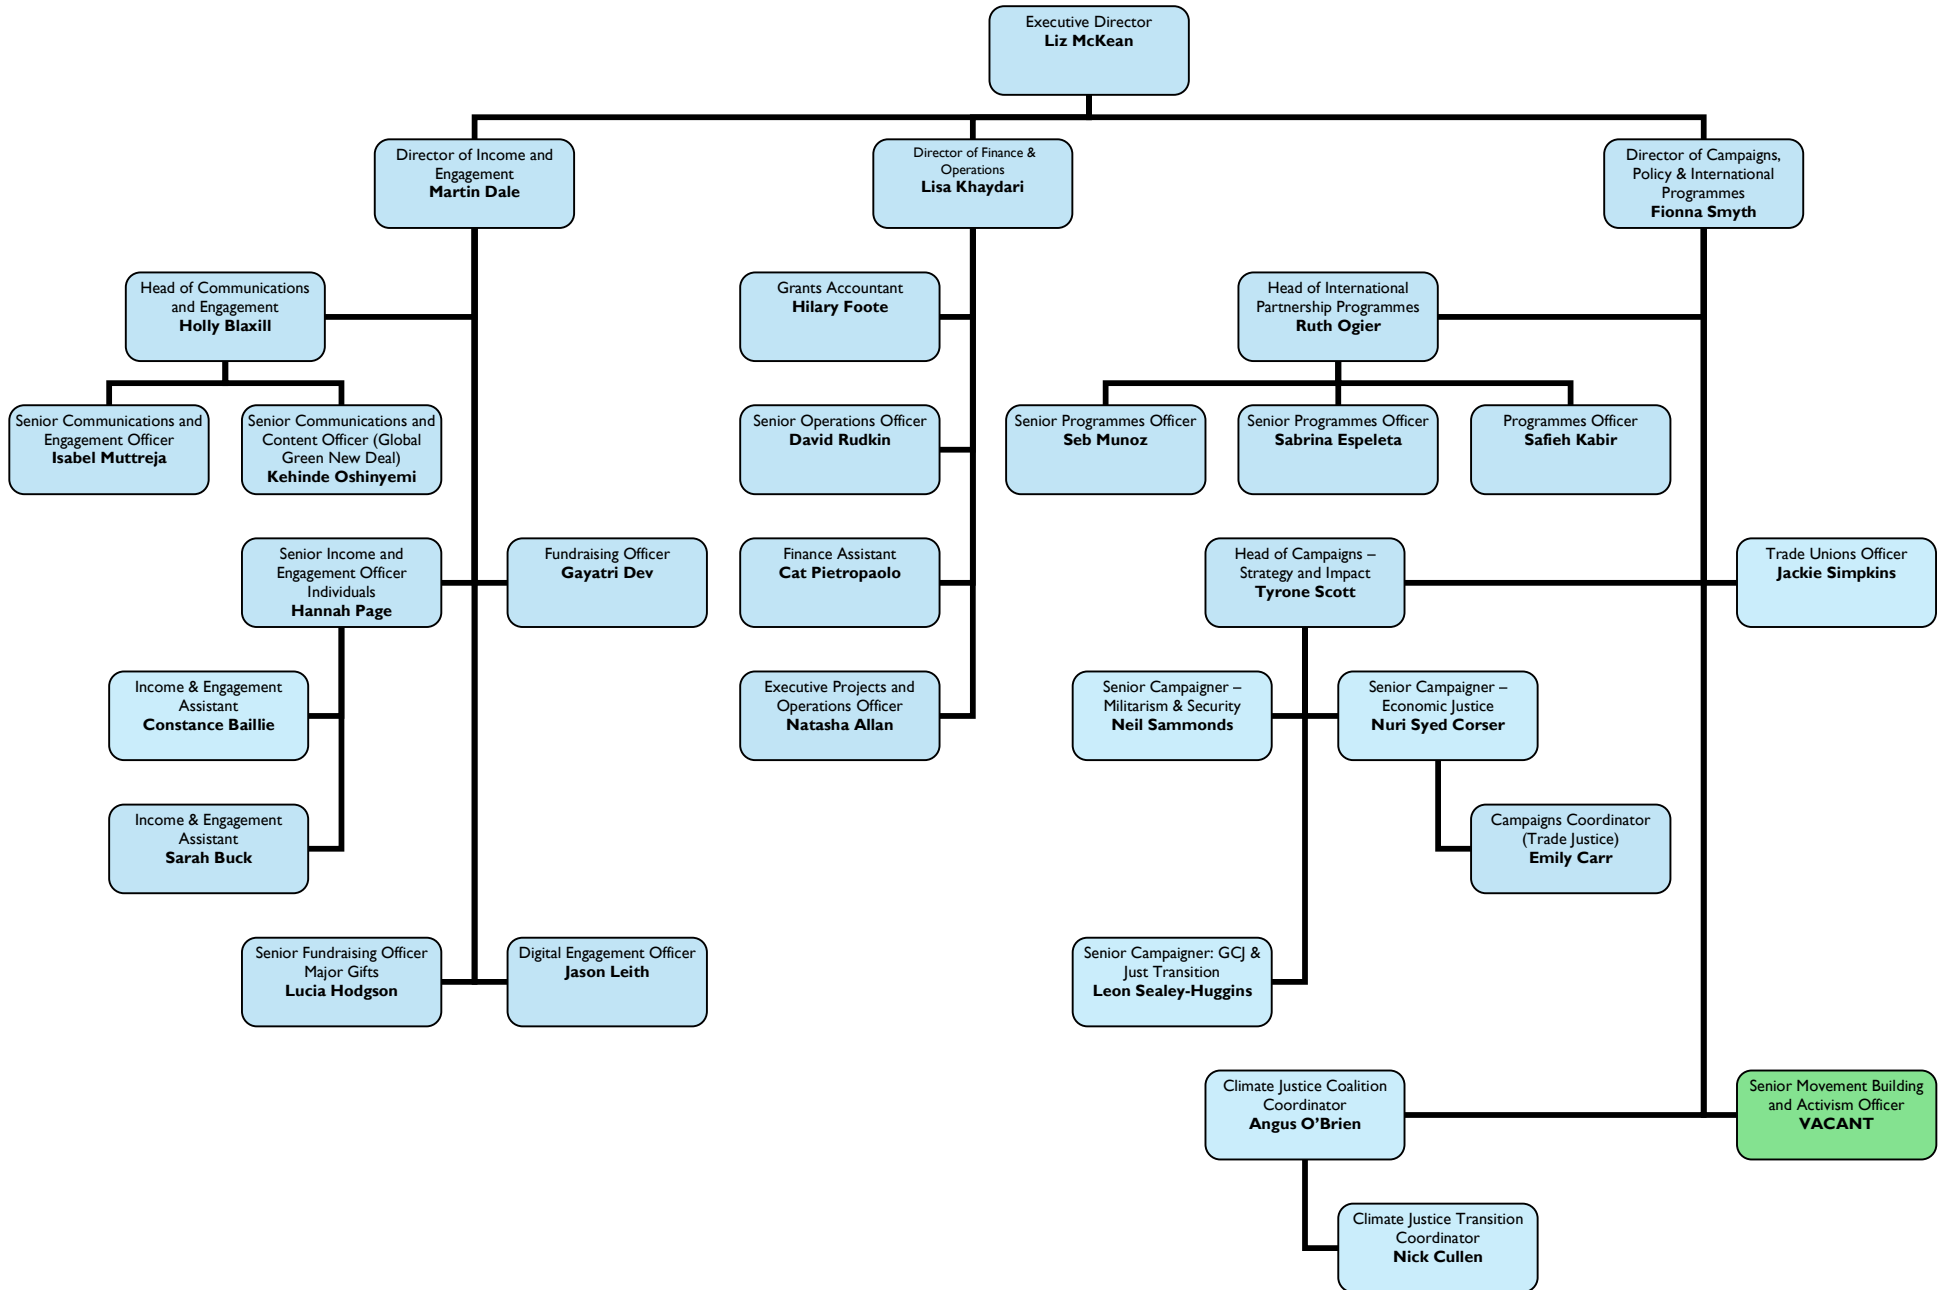 Executive Director
Liz McKean
Director of Income and
Engagement
Martin Dale
Director of Finance &
Operations
Lisa Khaydari
Director of Campaigns,
Policy & International
Programmes
Fionna Smyth
Head of Communications
and Engagement
Holly Blaxill
Grants Accountant
Hilary Foote
Head of International
Partnership Programmes
Ruth Ogier
Senior Communications and
Engagement Officer
Isabel Muttreja
Senior Communications and
Content Officer (Global
Green New Deal)
Kehinde Oshinyemi
Senior Operations Officer
David Rudkin
Senior Programmes Officer
Seb Munoz
Senior Programmes Officer
Sabrina Espeleta
Programmes Officer
Safieh Kabir
Senior Income and
Engagement Officer
Individuals
Hannah Page
Fundraising Officer
Gayatri Dev
Finance Assistant
Cat Pietropaolo
Head of Campaigns –
Strategy and Impact
Tyrone Scott
Trade Unions Officer
Jackie Simpkins
Income & Engagement
Assistant
Constance Baillie
Executive Projects and
Operations Officer
Natasha Allan
Senior Campaigner –
Militarism & Security
Neil Sammonds
Senior Campaigner –
Economic Justice
Nuri Syed Corser
Income & Engagement
Assistant
Sarah Buck
Campaigns Coordinator
(Trade Justice)
Emily Carr
Senior Fundraising Officer
Major Gifts
Lucia Hodgson
Digital Engagement Officer
Jason Leith
Senior Campaigner: GCJ &
Just Transition
Leon Sealey-Huggins
Climate Justice Coalition
Coordinator
Angus O’Brien
Senior Movement Building
and Activism Officer
VACANT
Climate Justice Transition
Coordinator
Nick Cullen